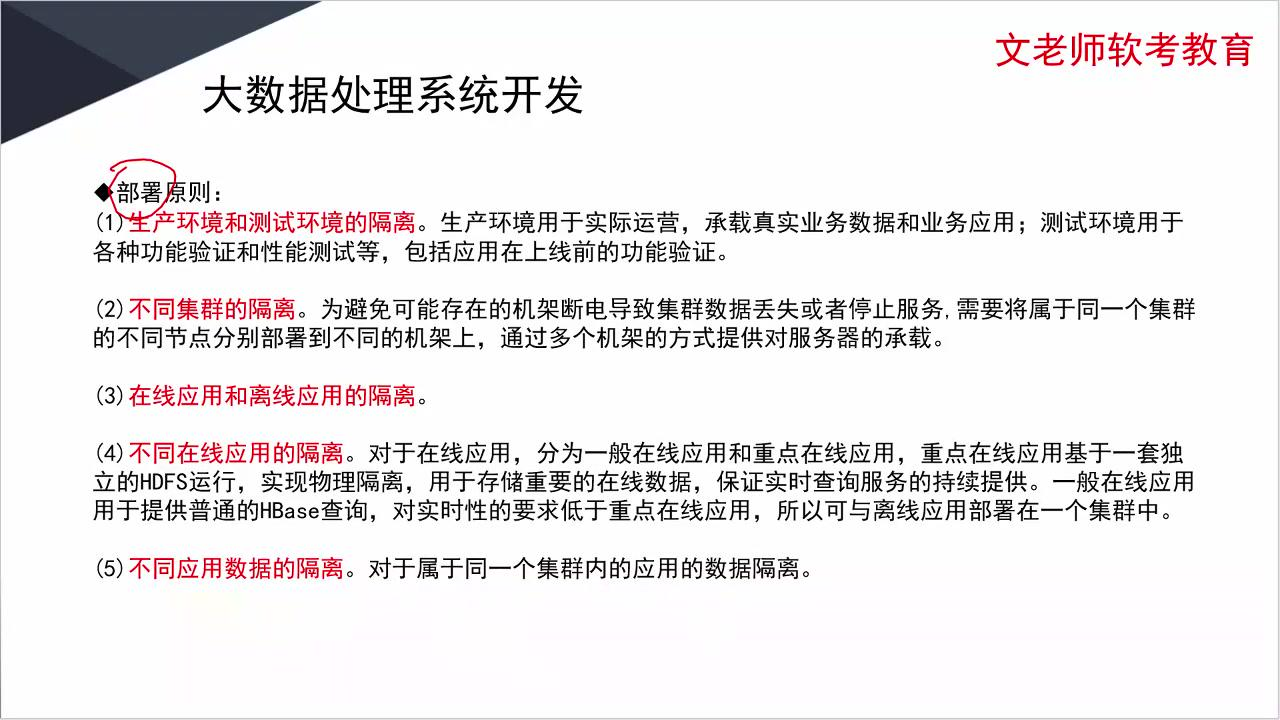 文老师软考教育
大数据处理系统开发
◆部署原则：
(1)生产环境和测试环境的隔离。生产环境用于实际运营，承载真实业务数据和业务应用；测试环境用于
各种功能验证和性能测试等，包括应用在上线前的功能验证。
(2)不同集群的隔离。为避免可能存在的机架断电导致集群数据丢失或者停止服务,需要将属于同一个集群
的不同节点分别部署到不同的机架上，通过多个机架的方式提供对服务器的承载。
(3)在线应用和离线应用的隔离。
(4)不同在线应用的隔离。对于在线应用，分为一般在线应用和重点在线应用，重点在线应用基于一套独
立的HDFS运行，实现物理隔离，用于存储重要的在线数据，保证实时查询服务的持续提供。一般在线应用
用于提供普通的HBase查询，对实时性的要求低于重点在线应用，所以可与离线应用部署在一个集群中。
(5)不同应用数据的隔离。对于属于同一个集群内的应用的数据隔离。